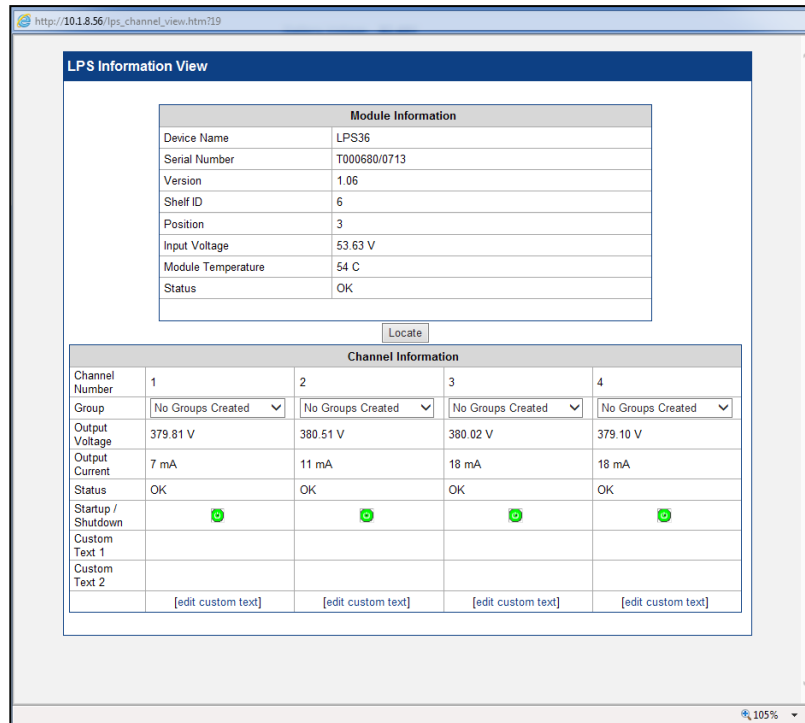 http://10.1.8.56/lps_channel_view.htm?19
LPS Information View
Module Information
Device Name LPS36
Serial Number T000680/0713
Version 1.06
Shelf ID 6
Position 3
Input Voltage 53.63 V
Module Temperature 54 C
Status OK
Locate
Channel Information
Channel Number 1 2 3 4
Group No Groups Created No Groups Created No Groups Created No Groups Created
Output Voltage 379.81 V 380.51 V 380.02 V 379.10 V
Output Current 7 mA 11 mA 18 mA 18 mA
Status OK OK OK OK
Startup / Shutdown
Custom Text 1
Custom Text 2
[edit custom text] [edit custom text] [edit custom text] [edit custom text]
105%